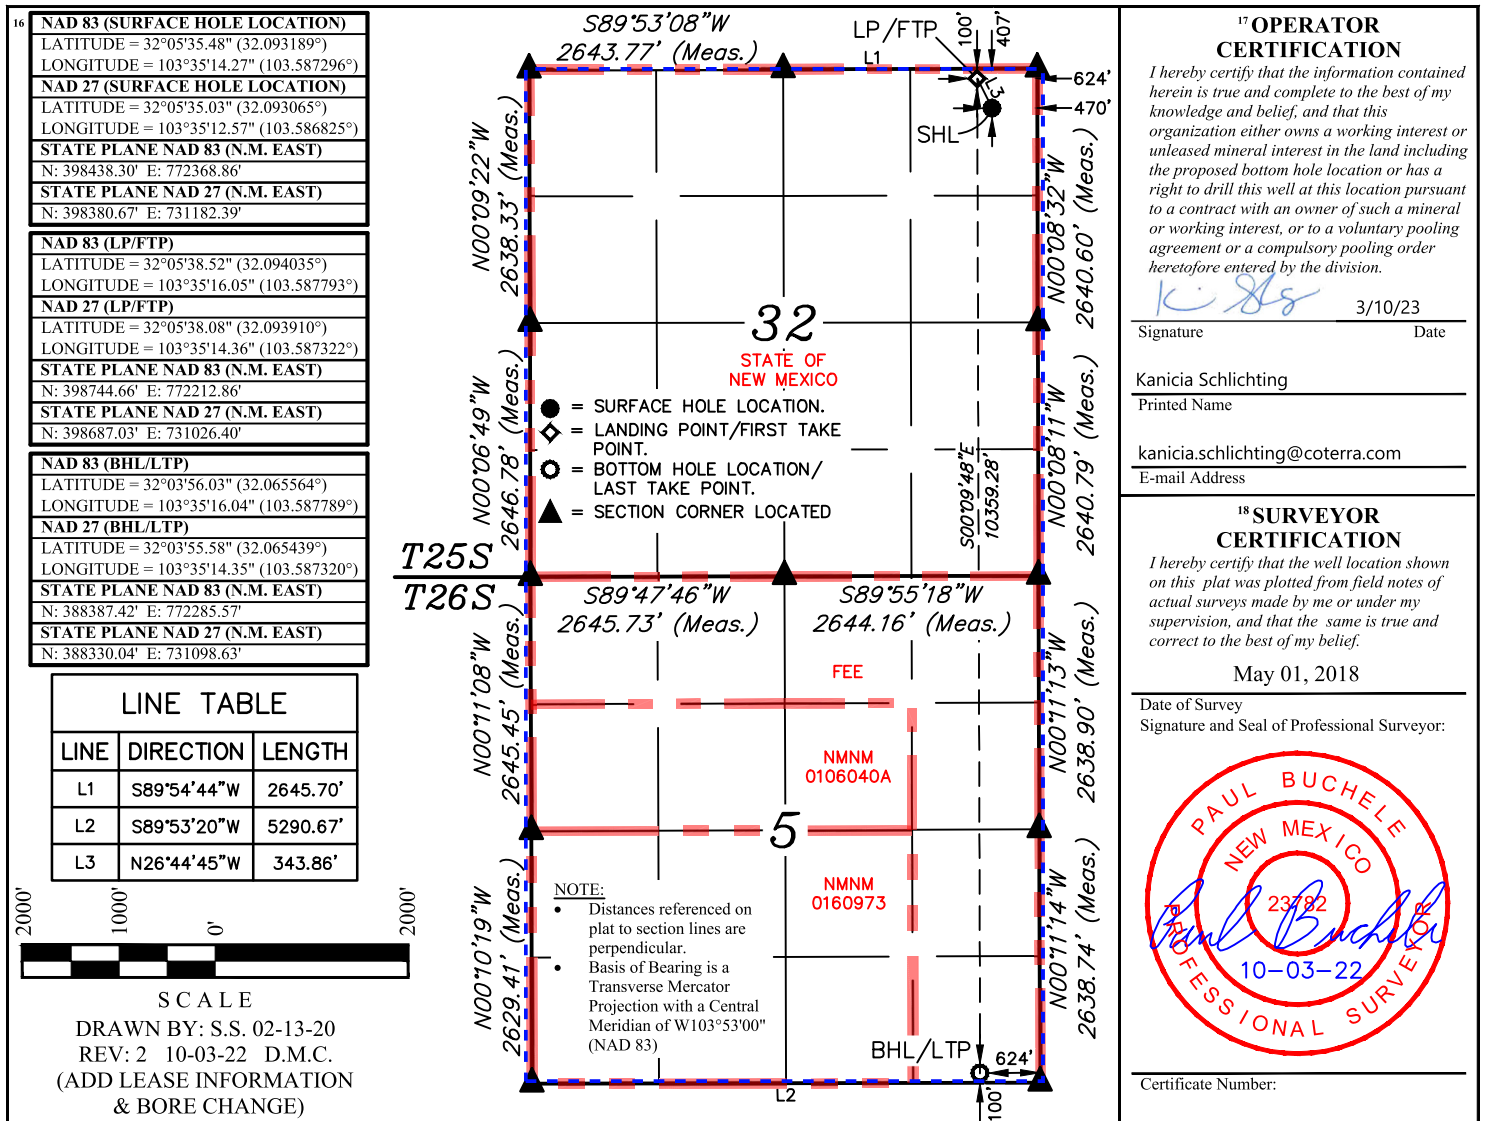 16
NAD 83 (SURFACE HOLE LOCATION)
LATITUDE = 32°05'35.48" (32.093189°)
LONGITUDE = 103°35'14.27" (103.587296°)
NAD 27 (SURFACE HOLE LOCATION)
LATITUDE = 32°05'35.03" (32.093065°)
LONGITUDE = 103°35'12.57" (103.586825°)
STATE PLANE NAD 83 (N.M. EAST)
N: 398438.30' E: 772368.86'
STATE PLANE NAD 27 (N.M. EAST)
N: 398380.67' E: 731182.39'
NAD 83 (LP/FTP)
LATITUDE = 32°05'38.52" (32.094035°)
LONGITUDE = 103°35'16.05" (103.587793°)
NAD 27 (LP/FTP)
LATITUDE = 32°05'38.08" (32.093910°)
LONGITUDE = 103°35'14.36" (103.587322°)
STATE PLANE NAD 83 (N.M. EAST)
N: 398744.66' E: 772212.86'
STATE PLANE NAD 27 (N.M. EAST)
N: 398687.03' E: 731026.40'
NAD 83 (BHL/LTP)
LATITUDE = 32°03'56.03" (32.065564°)
LONGITUDE = 103°35'16.04" (103.587789°)
NAD 27 (BHL/LTP)
LATITUDE = 32°03'55.58" (32.065439°)
LONGITUDE = 103°35'14.35" (103.587320°)
STATE PLANE NAD 83 (N.M. EAST)
N: 388387.42' E: 772285.57'
STATE PLANE NAD 27 (N.M. EAST)
N: 388330.04' E: 731098.63'
LINE TABLE
LINE DIRECTION LENGTH
L1 S89°54'44"W 2645.70'
L2 S89°53'20"W 5290.67'
L3 N26°44'45"W 343.86'
2000' 1000' 0' 2000'
SCALE
DRAWN BY: S.S. 02-13-20
REV: 2 10-03-22 D.M.C.
(ADD LEASE INFORMATION
& BORE CHANGE)
S89°53'08"W
2643.77' (Meas.)
LP/FTP
L1
100'
407'
624'
470'
L3
SHL
N00°09'22"W
2638.33' (Meas.)
N00°08'32"W
2640.60' (Meas.)
32
STATE OF
NEW MEXICO
= SURFACE HOLE LOCATION.
= LANDING POINT/FIRST TAKE
POINT.
= BOTTOM HOLE LOCATION/
LAST TAKE POINT.
= SECTION CORNER LOCATED
N00°06'49"W
2646.78' (Meas.)
S00°09'48"E
10359.28'
N00°08'11"W
2640.79' (Meas.)
T25S
T26S
S89°47'46"W
2645.73' (Meas.)
S89°55'18"W
2644.16' (Meas.)
N00°11'08"W
2645.45' (Meas.)
N00°11'13"W
2638.90' (Meas.)
FEE
NMNM
0106040A
5
NMNM
0160973
NOTE:
• Distances referenced on
plat to section lines are
perpendicular.
• Basis of Bearing is a
Transverse Mercator
Projection with a Central
Meridian of W103°53'00"
(NAD 83)
N00°10'19"W
2629.41' (Meas.)
N00°11'14"W
2638.74' (Meas.)
BHL/LTP
624'
L2
100'
17 OPERATOR
CERTIFICATION
I hereby certify that the information contained
herein is true and complete to the best of my
knowledge and belief, and that this
organization either owns a working interest or
unleased mineral interest in the land including
the proposed bottom hole location or has a
right to drill this well at this location pursuant
to a contract with an owner of such a mineral
or working interest, or to a voluntary pooling
agreement or a compulsory pooling order
heretofore entered by the division.
3/10/23
Signature Date
Kanicia Schlichting
Printed Name
kanicia.schlichting@coterra.com
E-mail Address
18 SURVEYOR
CERTIFICATION
I hereby certify that the well location shown
on this plat was plotted from field notes of
actual surveys made by me or under my
supervision, and that the same is true and
correct to the best of my belief.
May 01, 2018
Date of Survey
Signature and Seal of Professional Surveyor:
PAUL BUCHELE
NEW MEXICO
23782
Paul Buchele
10-03-22
PROFESSIONAL SURVEYOR
Certificate Number: